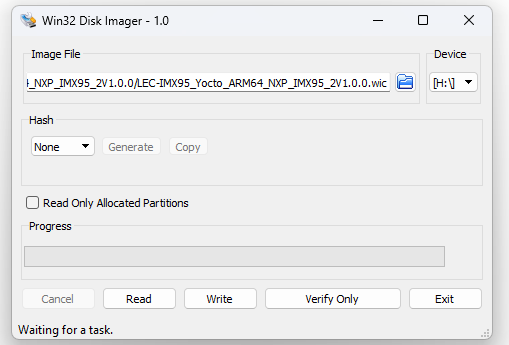 Win32 Disk Imager - 1.0
Image File
Device
4_NXP_IMX95_2V1.0.0/LEC-IMX95_Yocto_ARM64_NXP_IMX95_2V1.0.0.wic
[H:\]
Hash
None
Generate
Copy
Read Only Allocated Partitions
Progress
Cancel
Read
Write
Verify Only
Exit
Waiting for a task.